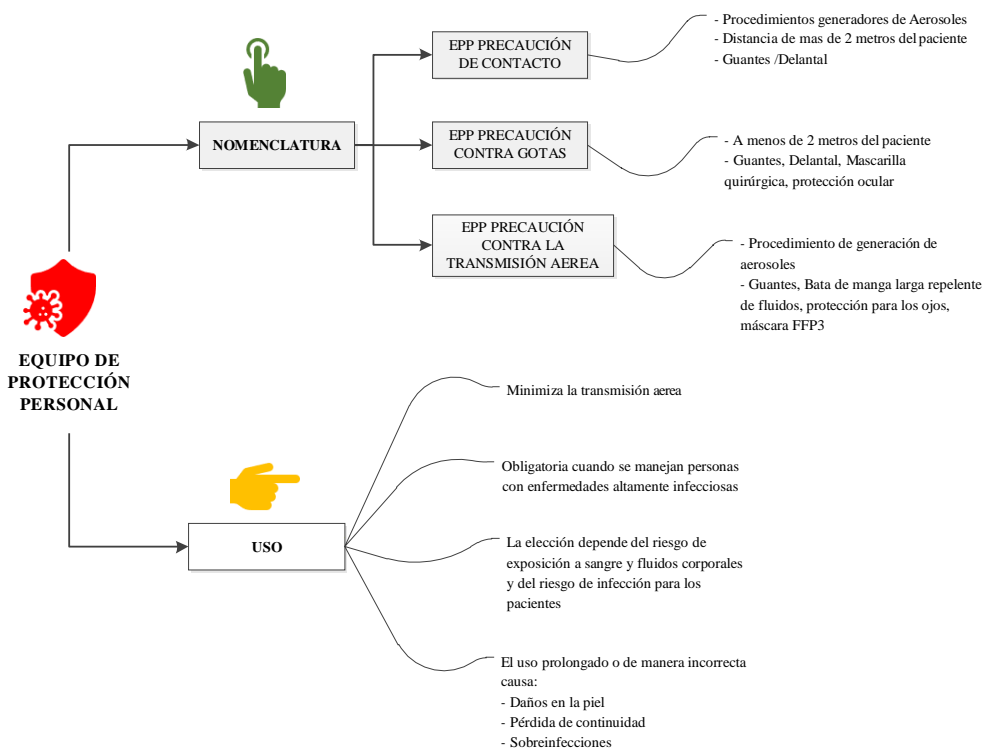 EQUIPO DE
PROTECCIÓN
PERSONAL
NOMENCLATURA
EPP PRECAUCIÓN
DE CONTACTO
- Procedimientos generadores de Aerosoles
- Distancia de mas de 2 metros del paciente
- Guantes /Delantal
EPP PRECAUCIÓN
CONTRA GOTAS
- A menos de 2 metros del paciente
- Guantes, Delantal, Mascarilla
quirúrgica, protección ocular
EPP PRECAUCIÓN
CONTRA LA
TRANSMISIÓN AEREA
- Procedimiento de generación de
aerosoles
- Guantes, Bata de manga larga repelente
de fluidos, protección para los ojos,
máscara FFP3
USO
Minimiza la transmisión aerea
Obligatoria cuando se manejan personas
con enfermedades altamente infecciosas
La elección depende del riesgo de
exposición a sangre y fluidos corporales
y del riesgo de infección para los
pacientes
El uso prolongado o de manera incorrecta
causa:
- Daños en la piel
- Pérdida de continuidad
- Sobreinfecciones